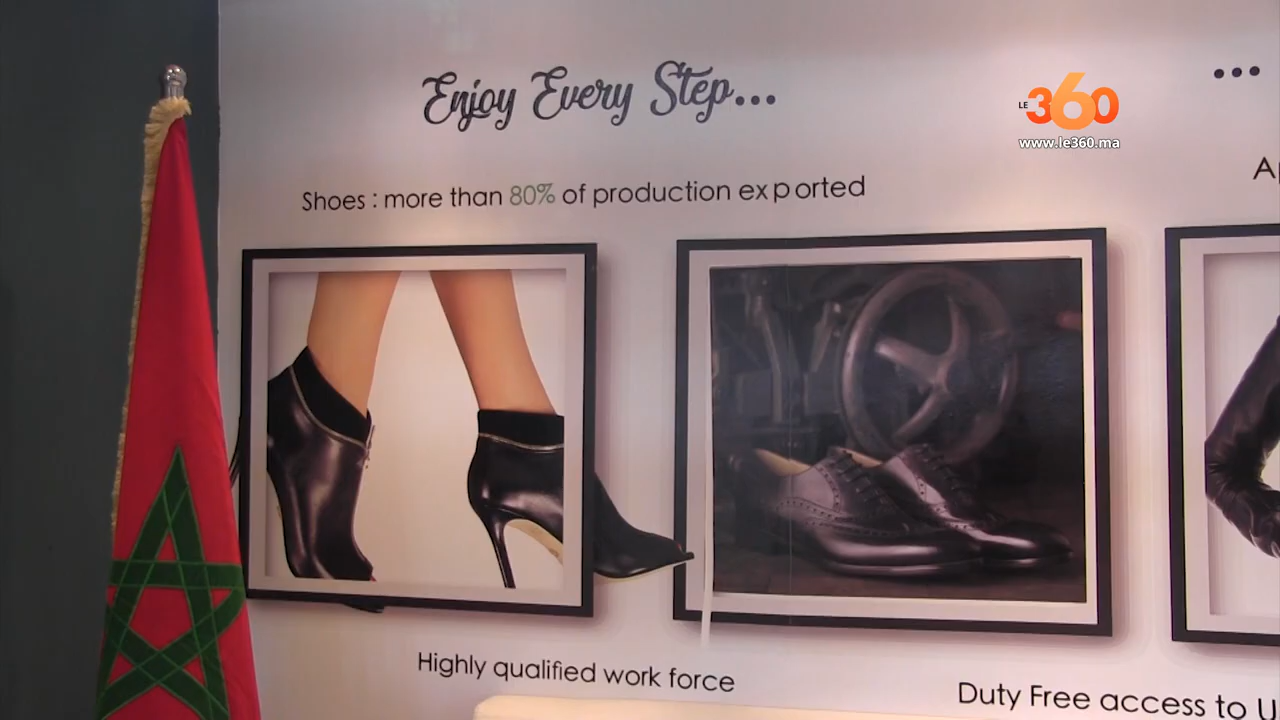 Enjoy Every Step...
...
LE 360
www.le360.ma
Shoes : more than 80% of production exported
Highly qualified work force
Duty Free access to